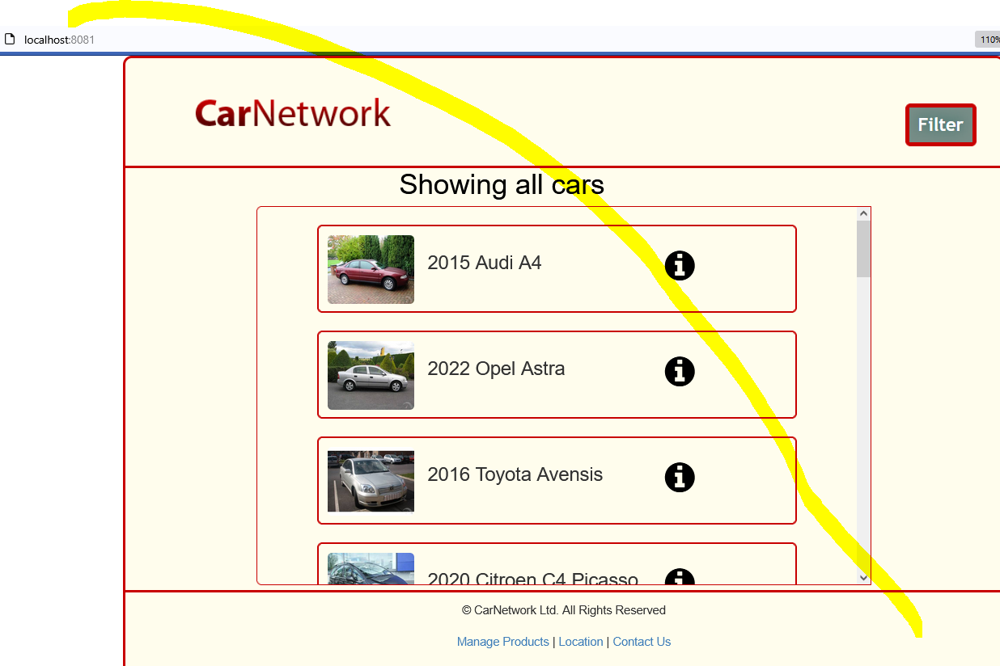 localhost:8081
110%
CarNetwork
Filter
Showing all cars
2015 Audi A4
2022 Opel Astra
2016 Toyota Avensis
2020 Citroen C4 Picasso
© CarNetwork Ltd. All Rights Reserved
Manage Products | Location | Contact Us